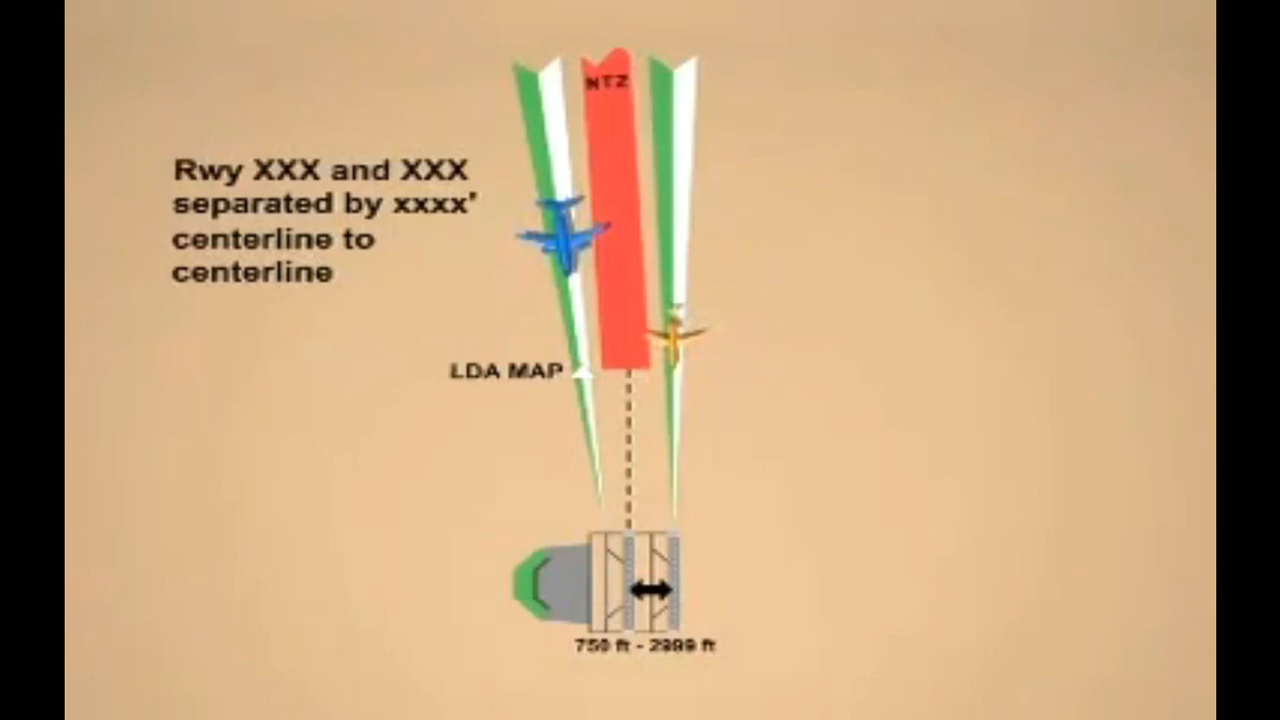 NTZ
Rwy XXX and XXX
separated by xxxx'
centerline to
centerline
LDA MAP
750 ft - 2999 ft